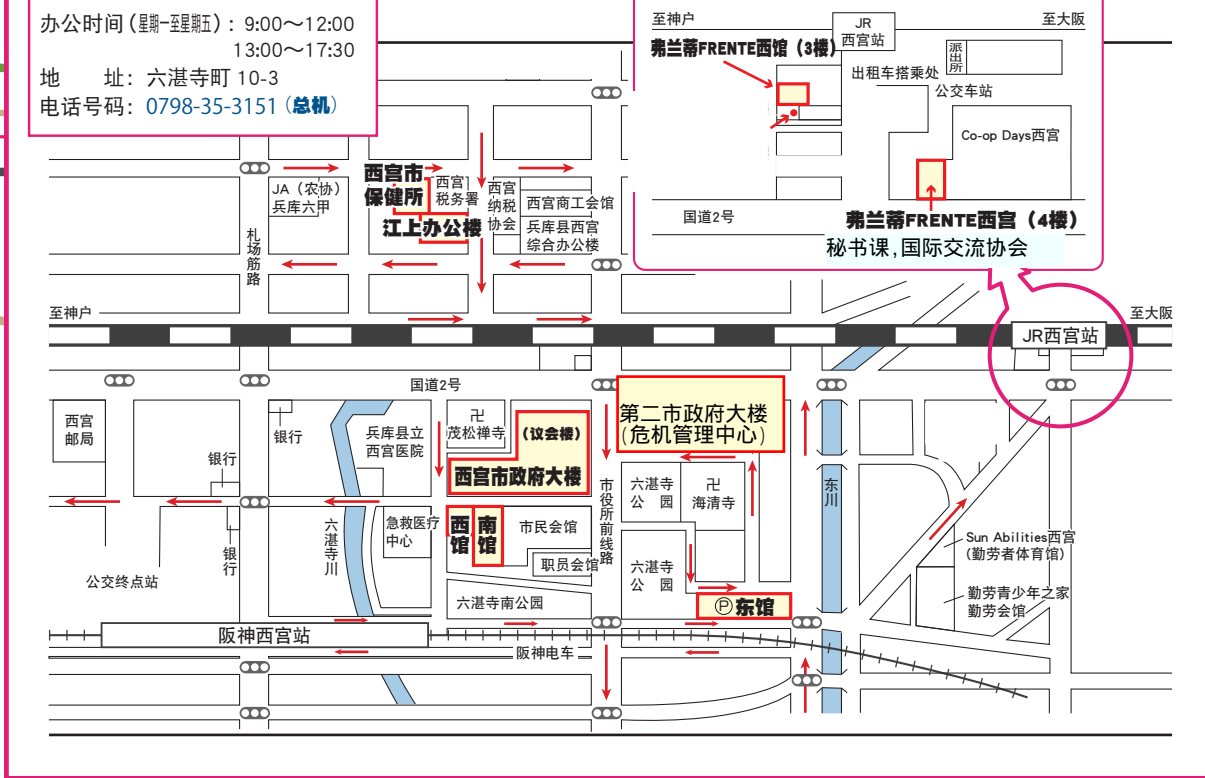 办公时间(星期一至星期五): 9:00～12:00
13:00～17:30
地 址: 六湛寺町 10-3
电话号码: 0798-35-3151 (总机)
至神户
JR
西宫站
至大阪
弗兰蒂FRENTE西馆（3楼）
派出所
出租车搭乘处
公交车站
Co-op Days西宫
国道2号
弗兰蒂FRENTE西宫（4楼）
秘书课,国际交流协会
JA（农协）
兵库六甲
西宫市
保健所
西宫
税务署
江上办公楼
西宫
纳税
协会
西宫商工会馆
兵库县西宫
综合办公楼
札场筋路
至神户
至大阪
JR西宫站
国道2号
西宫
邮局
银行
银行
银行
兵库县立
西宫医院
卍
茂松禅寺
(议会楼)
西宫市政府大楼
第二市政府大楼
(危机管理中心)
六湛寺
公 园
卍
海清寺
市役所前线路
东川
六湛寺川
急救医疗
中心
西馆
南馆
市民会馆
职员会馆
六湛寺
公 园
Sun Abilities西宫
(勤劳者体育馆)
勤劳青少年之家
勤劳会馆
公交终点站
六湛寺南公园
Ⓟ东馆
阪神西宫站
阪神电车